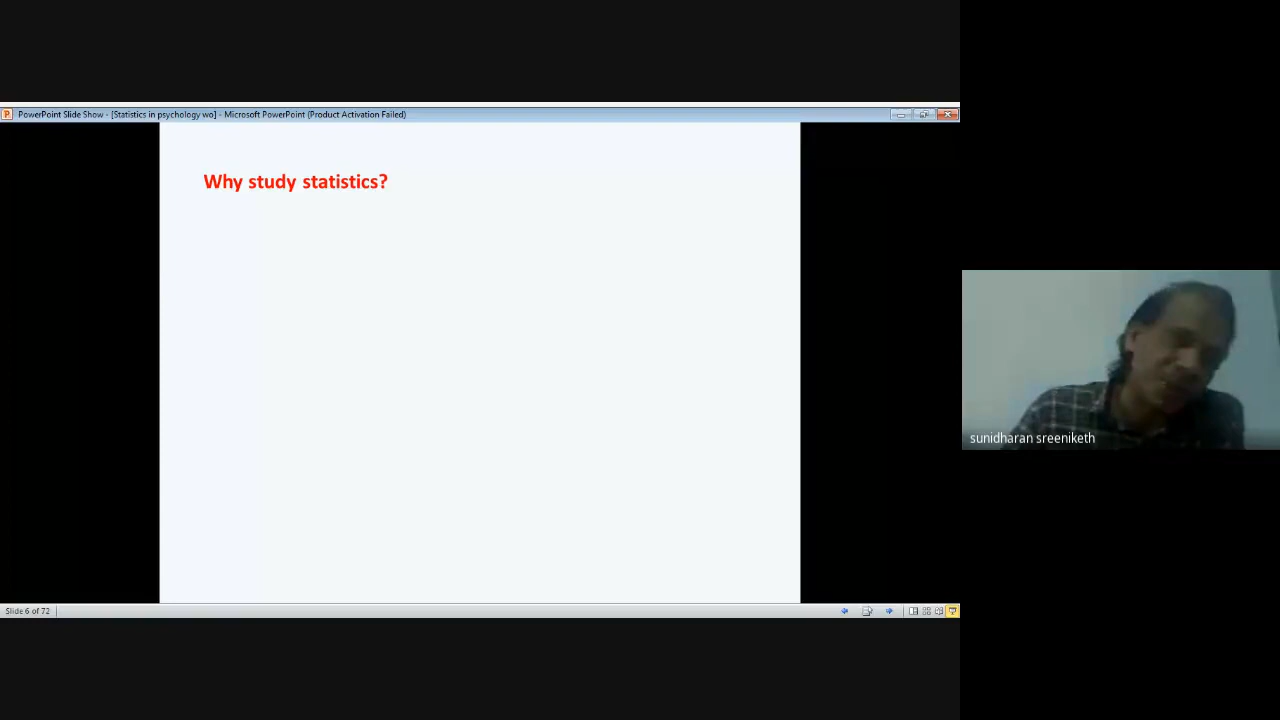 PowerPoint Slide Show - [Statistics in psychology wo] - Microsoft PowerPoint (Product Activation Failed)
Why study statistics?
sunidharan sreeniketh
Slide 6 of 72